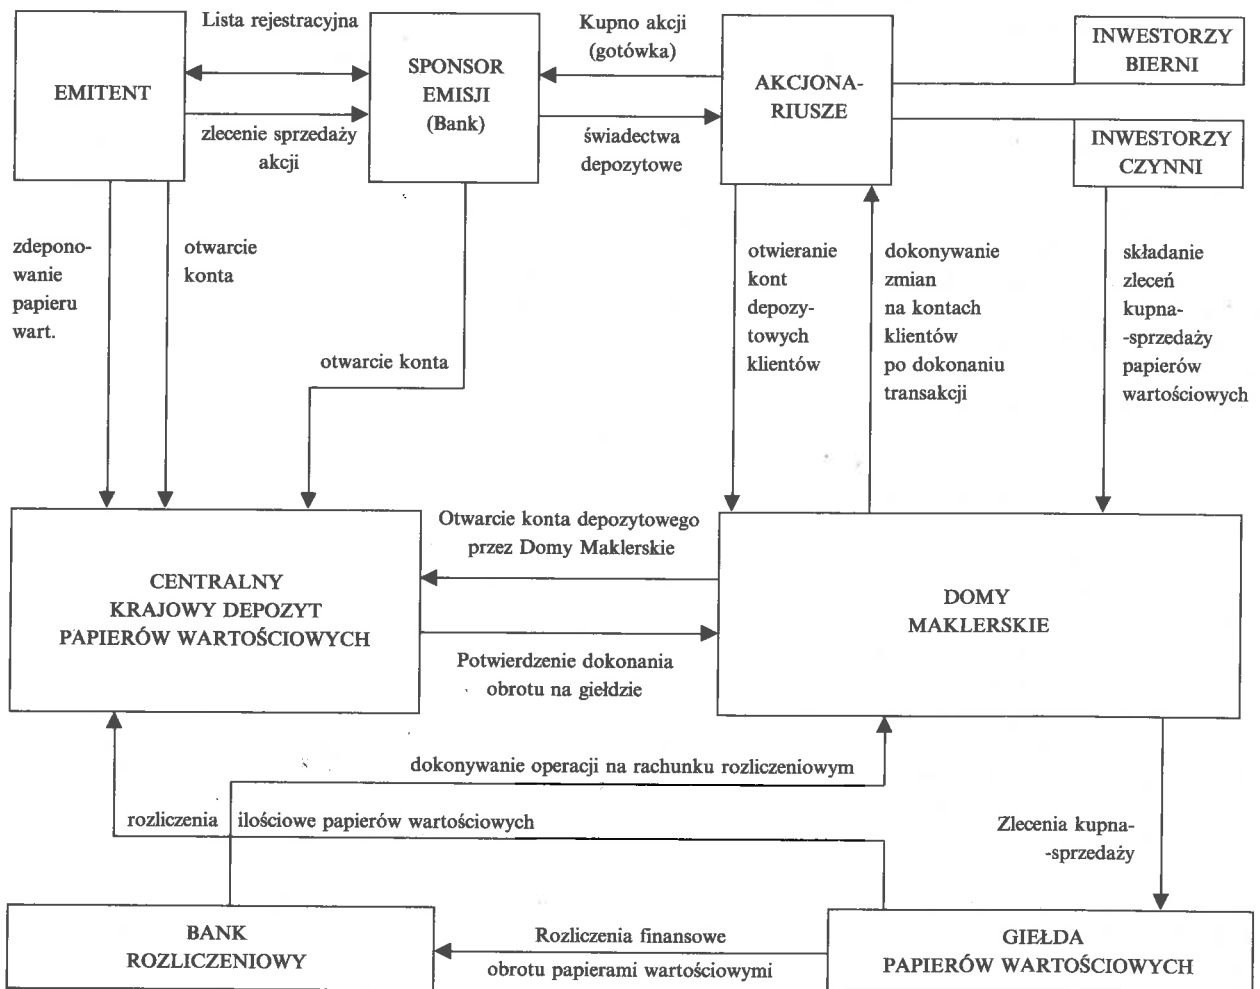 Lista rejestracyjna
EMITENT
zlecenie sprzedaży
akcji
SPONSOR
EMISJI
(Bank)
Kupno akcji
(gotówka)
świadectwa
depozytowe
AKCJONA-
RIUSZE
INWESTORZY
BIERNI
INWESTORZY
CZYNNI
zdepono-
wanie
papieru
wart.
otwarcie
konta
otwarcie konta
otwieranie
kont
depozy-
towych
klientów
dokonywanie
zmian
na kontach
klientów
po dokonaniu
transakcji
składanie
zleceń
kupna-
-sprzedaży
papierów
wartościowych
CENTRALNY
KRAJOWY DEPOZYT
PAPIERÓW WARTOŚCIOWYCH
Otwarcie konta depozytowego
przez Domy Maklerskie
Potwierdzenie dokonania
obrotu na giełdzie
DOMY
MAKLERSKIE
dokonywanie operacji na rachunku rozliczeniowym
rozliczenia ilościowe papierów wartościowych
Zlecenia kupna-
-sprzedaży
BANK
ROZLICZENIOWY
Rozliczenia finansowe
obrotu papierami wartościowymi
GIEŁDA
PAPIERÓW WARTOŚCIOWYCH